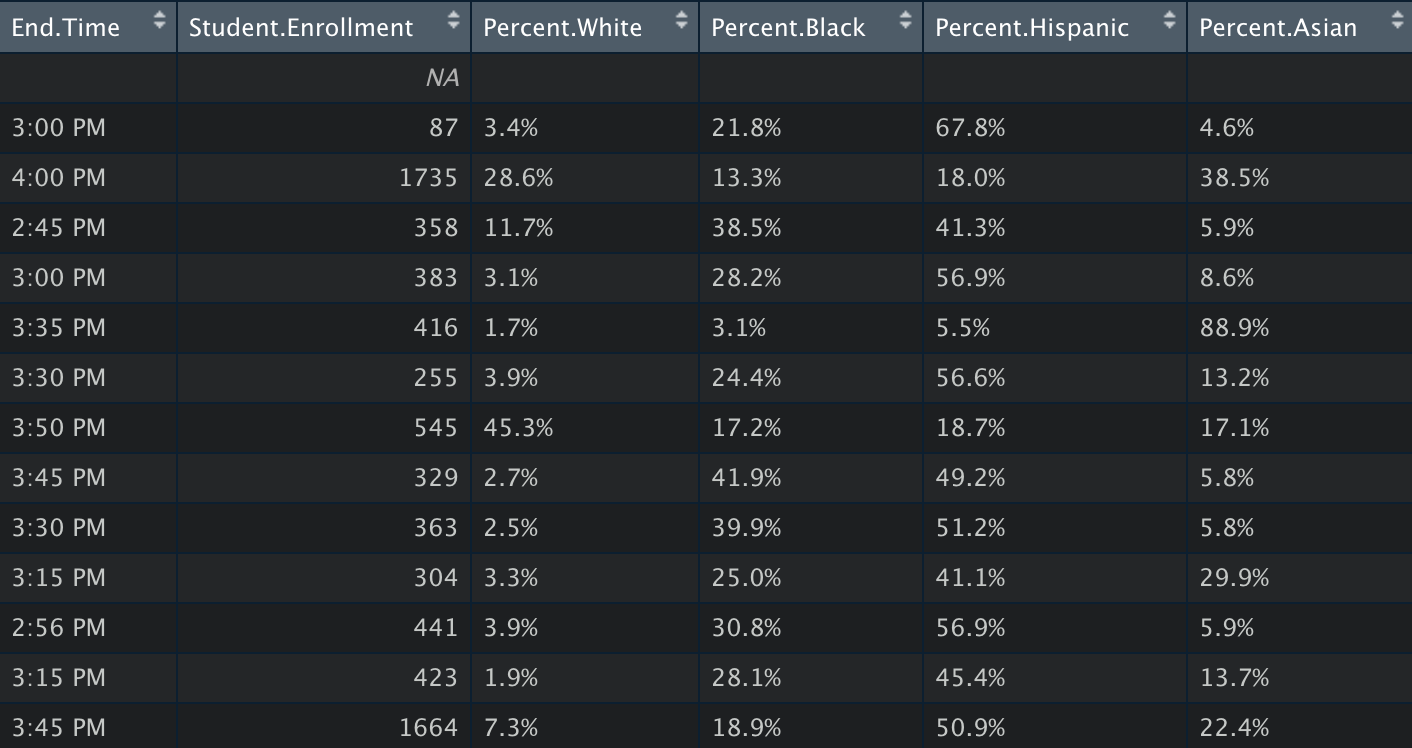 End.Time Student.Enrollment Percent.White Percent.Black Percent.Hispanic Percent.Asian
NA
3:00 PM 87 3.4% 21.8% 67.8% 4.6%
4:00 PM 1735 28.6% 13.3% 18.0% 38.5%
2:45 PM 358 11.7% 38.5% 41.3% 5.9%
3:00 PM 383 3.1% 28.2% 56.9% 8.6%
3:35 PM 416 1.7% 3.1% 5.5% 88.9%
3:30 PM 255 3.9% 24.4% 56.6% 13.2%
3:50 PM 545 45.3% 17.2% 18.7% 17.1%
3:45 PM 329 2.7% 41.9% 49.2% 5.8%
3:30 PM 363 2.5% 39.9% 51.2% 5.8%
3:15 PM 304 3.3% 25.0% 41.1% 29.9%
2:56 PM 441 3.9% 30.8% 56.9% 5.9%
3:15 PM 423 1.9% 28.1% 45.4% 13.7%
3:45 PM 1664 7.3% 18.9% 50.9% 22.4%